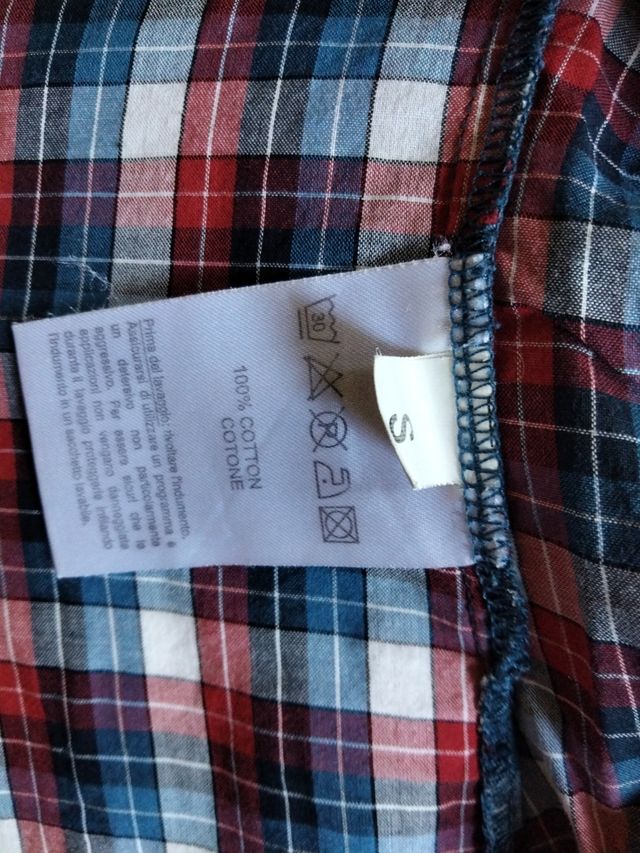 S
30
100% COTTON
COTONE
Prima del lavaggio: rivoltare l'indumento.
Assicurarsi di utilizzare un programma e
un detersivo non particolarmente
aggressivo. Per essere sicuri che le
applicazioni non vengano danneggiate
durante il lavaggio proteggete infilando
l'indumento in un sacchetto lavabile.